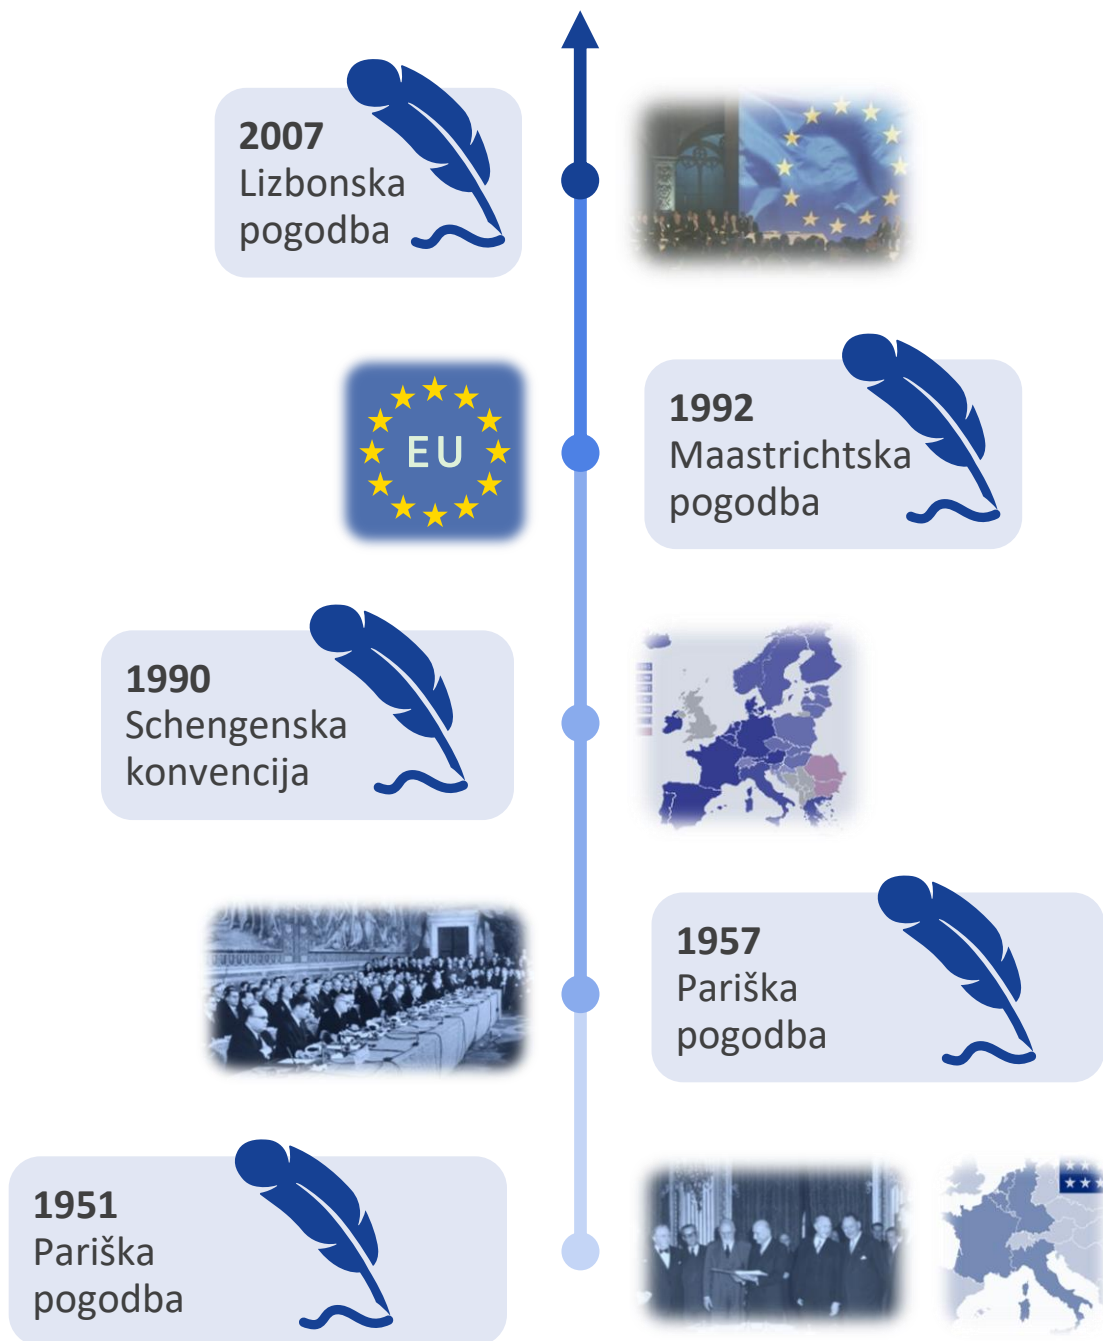 2007
Lizbonska
pogodba
EU
1992
Maastrichtska
pogodba
1990
Schengenska
konvencija
1957
Pariška
pogodba
1951
Pariška
pogodba